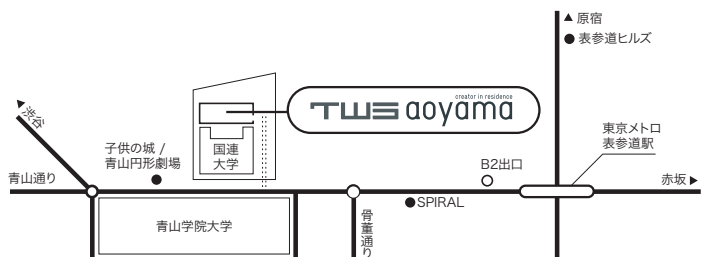 ▲ 原宿
● 表参道ヒルズ
creator in residence
TWS aoyama
東京メトロ
表参道駅
▲渋谷
子供の城 /
青山円形劇場
国連
大学
B2出口
青山通り
赤坂 ▶
SPIRAL
骨董通り
青山学院大学